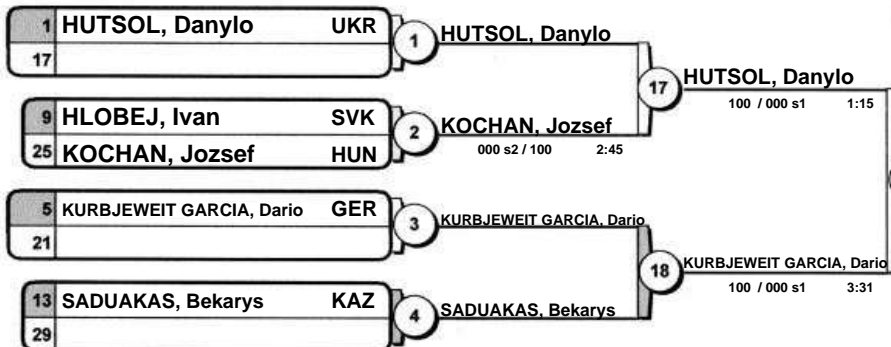 1 HUTSOL, Danylo UKR
17
1
HUTSOL, Danylo
9 HLOBEJ, Ivan SVK
25 KOCHAN, Jozsef HUN
2
KOCHAN, Jozsef
000 s2 / 100 2:45
17
HUTSOL, Danylo
100 / 000 s1 1:15
5 KURBJEWEIT GARCIA, Dario GER
21
3
KURBJEWEIT GARCIA, Dario
13 SADUAKAS, Bekarys KAZ
29
4
SADUAKAS, Bekarys
18
KURBJEWEIT GARCIA, Dario
100 / 000 s1 3:31